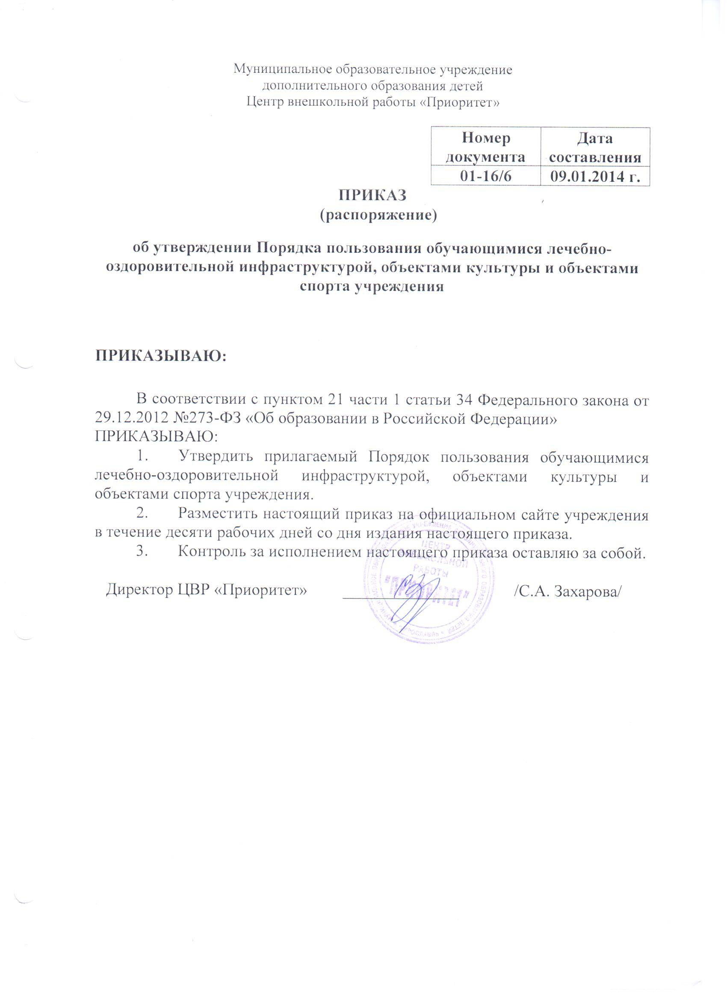 Муниципальное образовательное учреждение
дополнительного образования детей
Центр внешкольной работы «Приоритет»
Номер документа
Дата составления
01-16/6
09.01.2014 г.
ПРИКАЗ
(распоряжение)
об утверждении Порядка пользования обучающимися лечебно-
оздоровительной инфраструктурой, объектами культуры и объектами
спорта учреждения
ПРИКАЗЫВАЮ:
В соответствии с пунктом 21 части 1 статьи 34 Федерального закона от
29.12.2012 №273-ФЗ «Об образовании в Российской Федерации»
ПРИКАЗЫВАЮ:
1. Утвердить прилагаемый Порядок пользования обучающимися
лечебно-оздоровительной инфраструктурой, объектами культуры и
объектами спорта учреждения.
2. Разместить настоящий приказ на официальном сайте учреждения
в течение десяти рабочих дней со дня издания настоящего приказа.
3. Контроль за исполнением настоящего приказа оставляю за собой.
Директор ЦВР «Приоритет» /С.А. Захарова/
ЦЕНТР
ВНЕШКОЛЬНОЙ
РАБОТЫ
"ПРИОРИТЕТ"